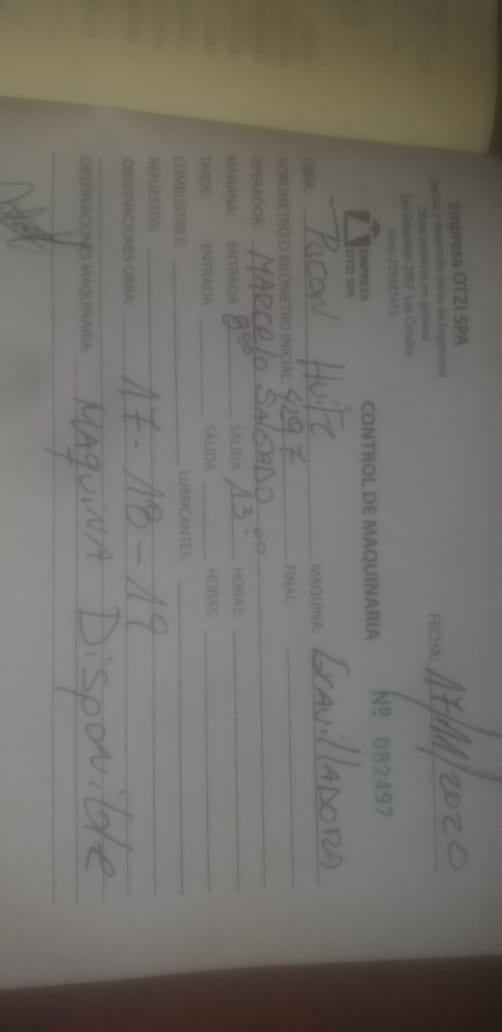 Empresa OTZI SPA
y desarrollo obras de Ingeniería
Obras públicas en general
San Sebastián 2957 Las Condes
Fono 225367413
EMPRESA
OTZI SPA
FECHA: 17/11/2020
CONTROL DE MAQUINARIA
Nº 082497
OBRA: Pucon Huife MAQUINA: GravillADORA
HOROMETRO O KILOMETRO INICIAL: 4297 FINAL:
OPERADOR: MARCelo SALGADO
MAÑANA: ENTRADA 8:00 SALIDA 13:00 HORAS:
TARDE: ENTRADA SALIDA HORAS:
COMBUSTIBLE: LUBRICANTES:
REPUESTOS:
OBSERVACIONES OBRA: 17-18-19
OBSERVACIONES MAQUINARIA: MAquiNA Disponible